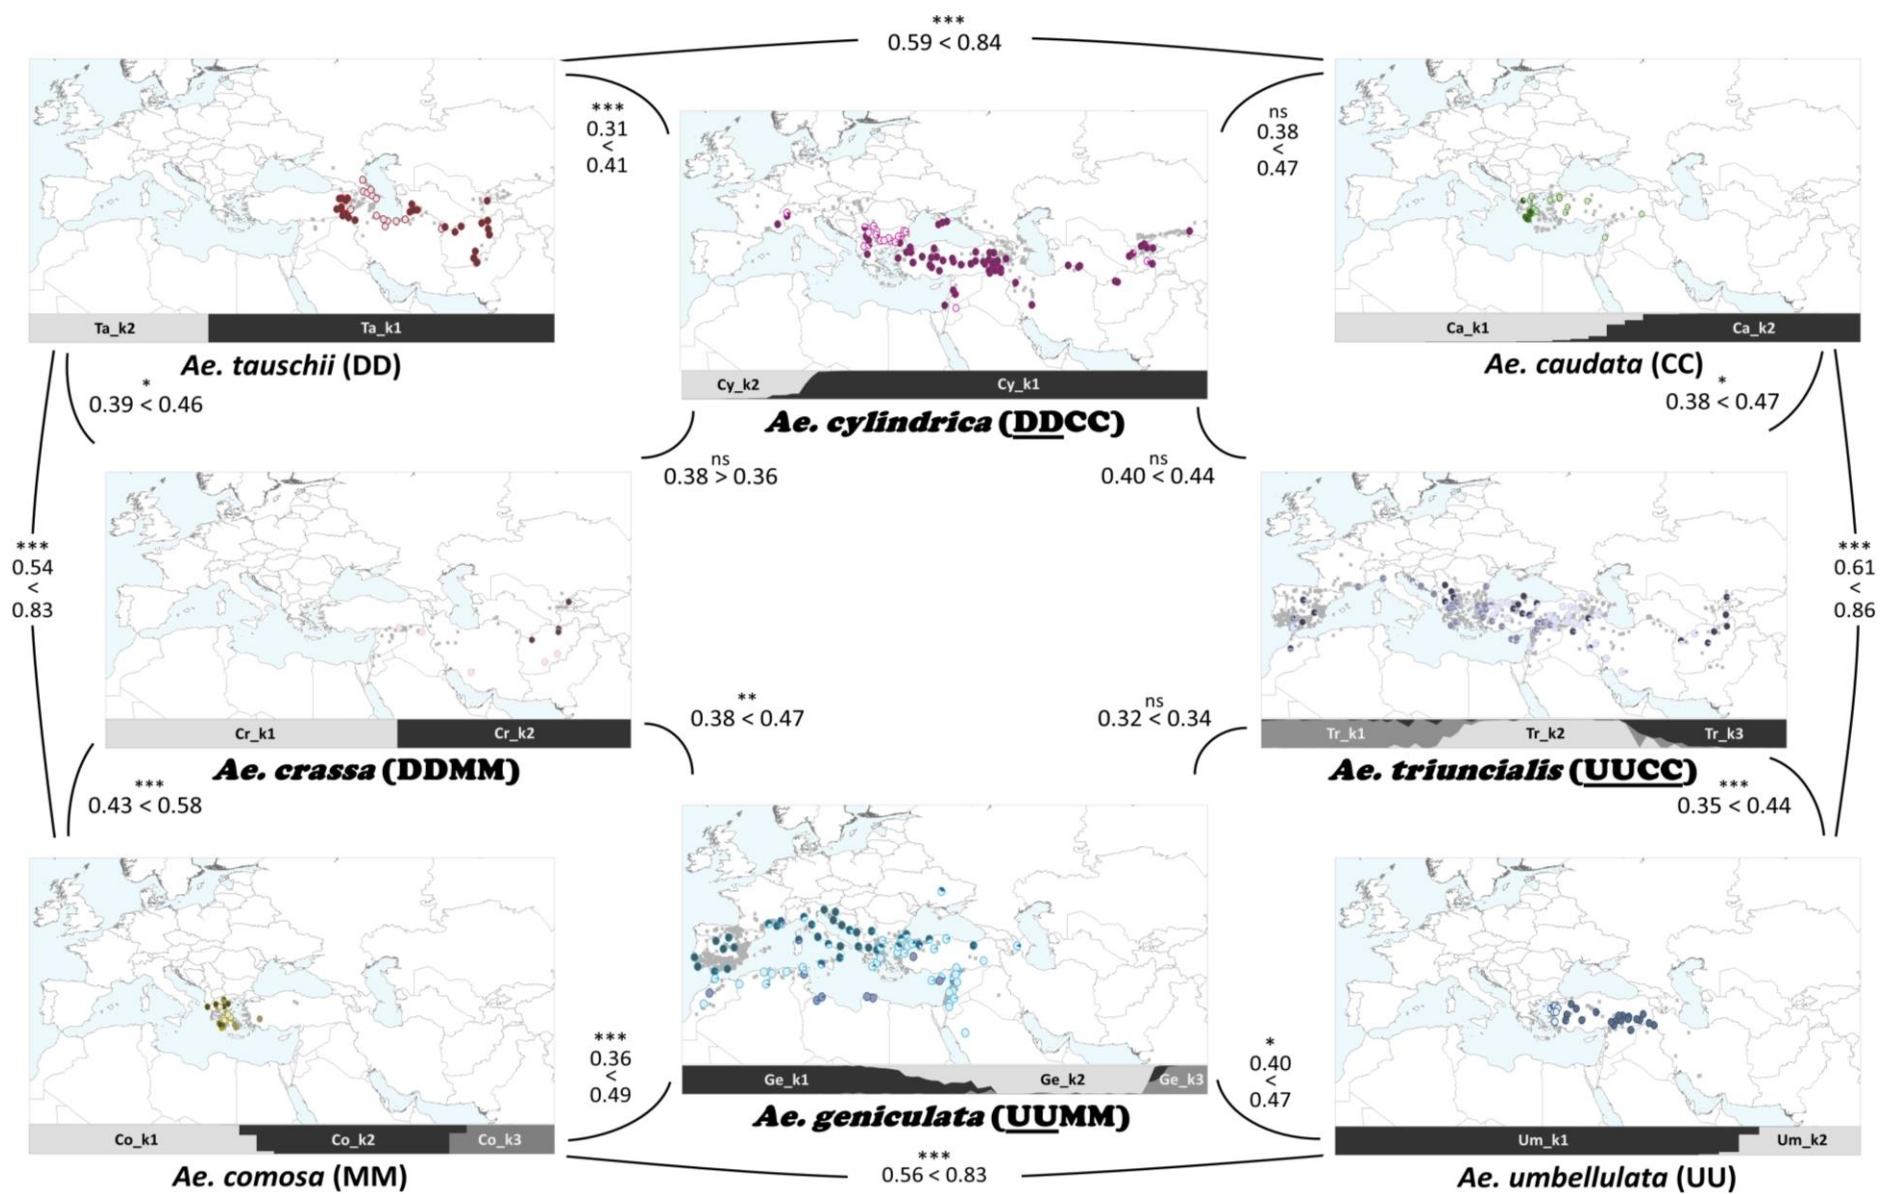 ***
0.59 < 0.84
***
0.31
<
0.41
ns
0.38
<
0.47
Ta_k2
Ta_k1
Ae. tauschii (DD)
Cy_k2
Cy_k1
Ae. cylindrica (DDCC)
Ca_k1
Ca_k2
Ae. caudata (CC)
*
0.39 < 0.46
*
0.38 < 0.47
ns
0.38 > 0.36
ns
0.40 < 0.44
***
0.54
<
0.83
***
0.61
<
0.86
Cr_k1
Cr_k2
Ae. crassa (DDMM)
**
0.38 < 0.47
ns
0.32 < 0.34
Tr_k1
Tr_k2
Tr_k3
Ae. triuncialis (UUCC)
***
0.43 < 0.58
***
0.35 < 0.44
***
0.36
<
0.49
*
0.40
<
0.47
Ge_k1
Ge_k2
Ge_k3
Ae. geniculata (UUMM)
Co_k1
Co_k2
Co_k3
Ae. comosa (MM)
***
0.56 < 0.83
Um_k1
Um_k2
Ae. umbellulata (UU)